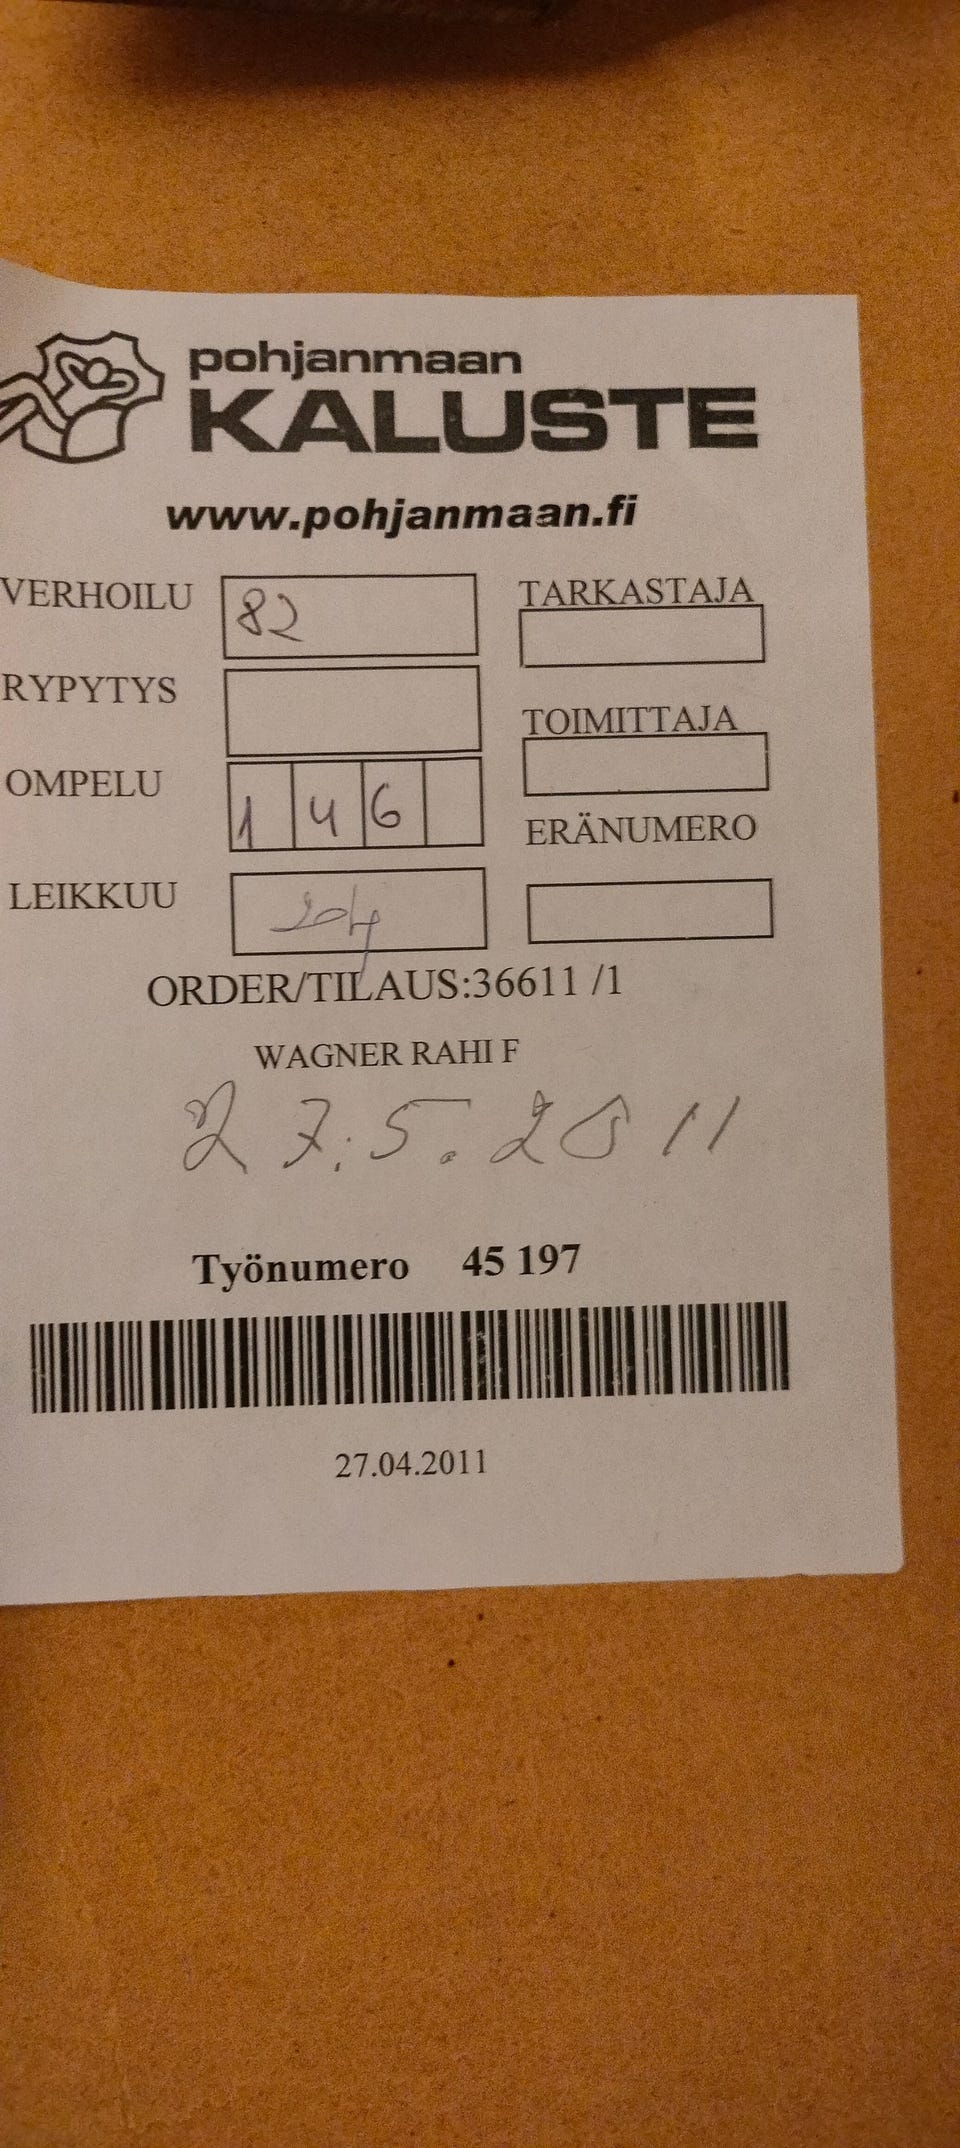 pohjanmaan
KALUSTE
www.pohjanmaan.fi
VERHOILU 82 TARKASTAJA
RYPYTYS
TOIMITTAJA
OMPELU 1 4 6
ERÄNUMERO
LEIKKUU 204
ORDER/TILAUS:36611 /1
WAGNER RAHI F
27.5.2011
Työnumero 45 197
27.04.2011